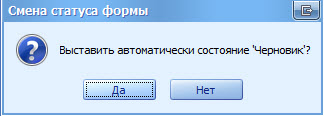 Смена статуса формы
Выставить автоматически состояние 'Черновик'?
Да
Нет